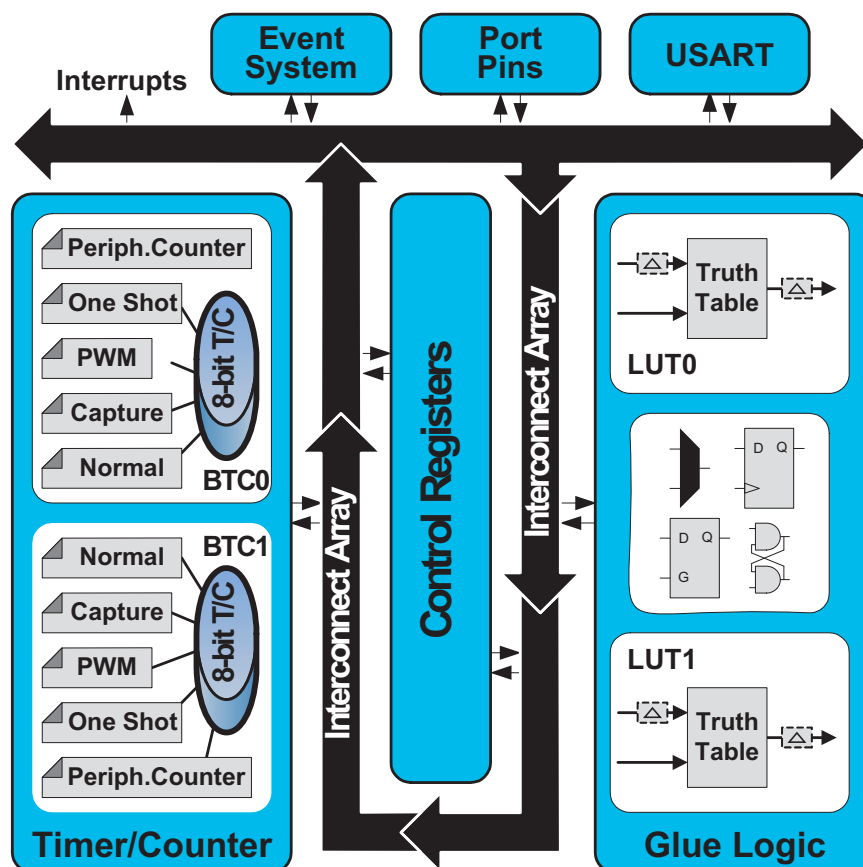 Event
System
Port
Pins
USART
Interrupts
Periph.Counter
One Shot
PWM
Capture
Normal
8-bit T/C
BTC0
BTC1
Normal
Capture
PWM
One Shot
Periph.Counter
8-bit T/C
Timer/Counter
Interconnect Array
Control Registers
Interconnect Array
Truth
Table
LUT0
D Q
D Q
G
LUT1
Truth
Table
Glue Logic